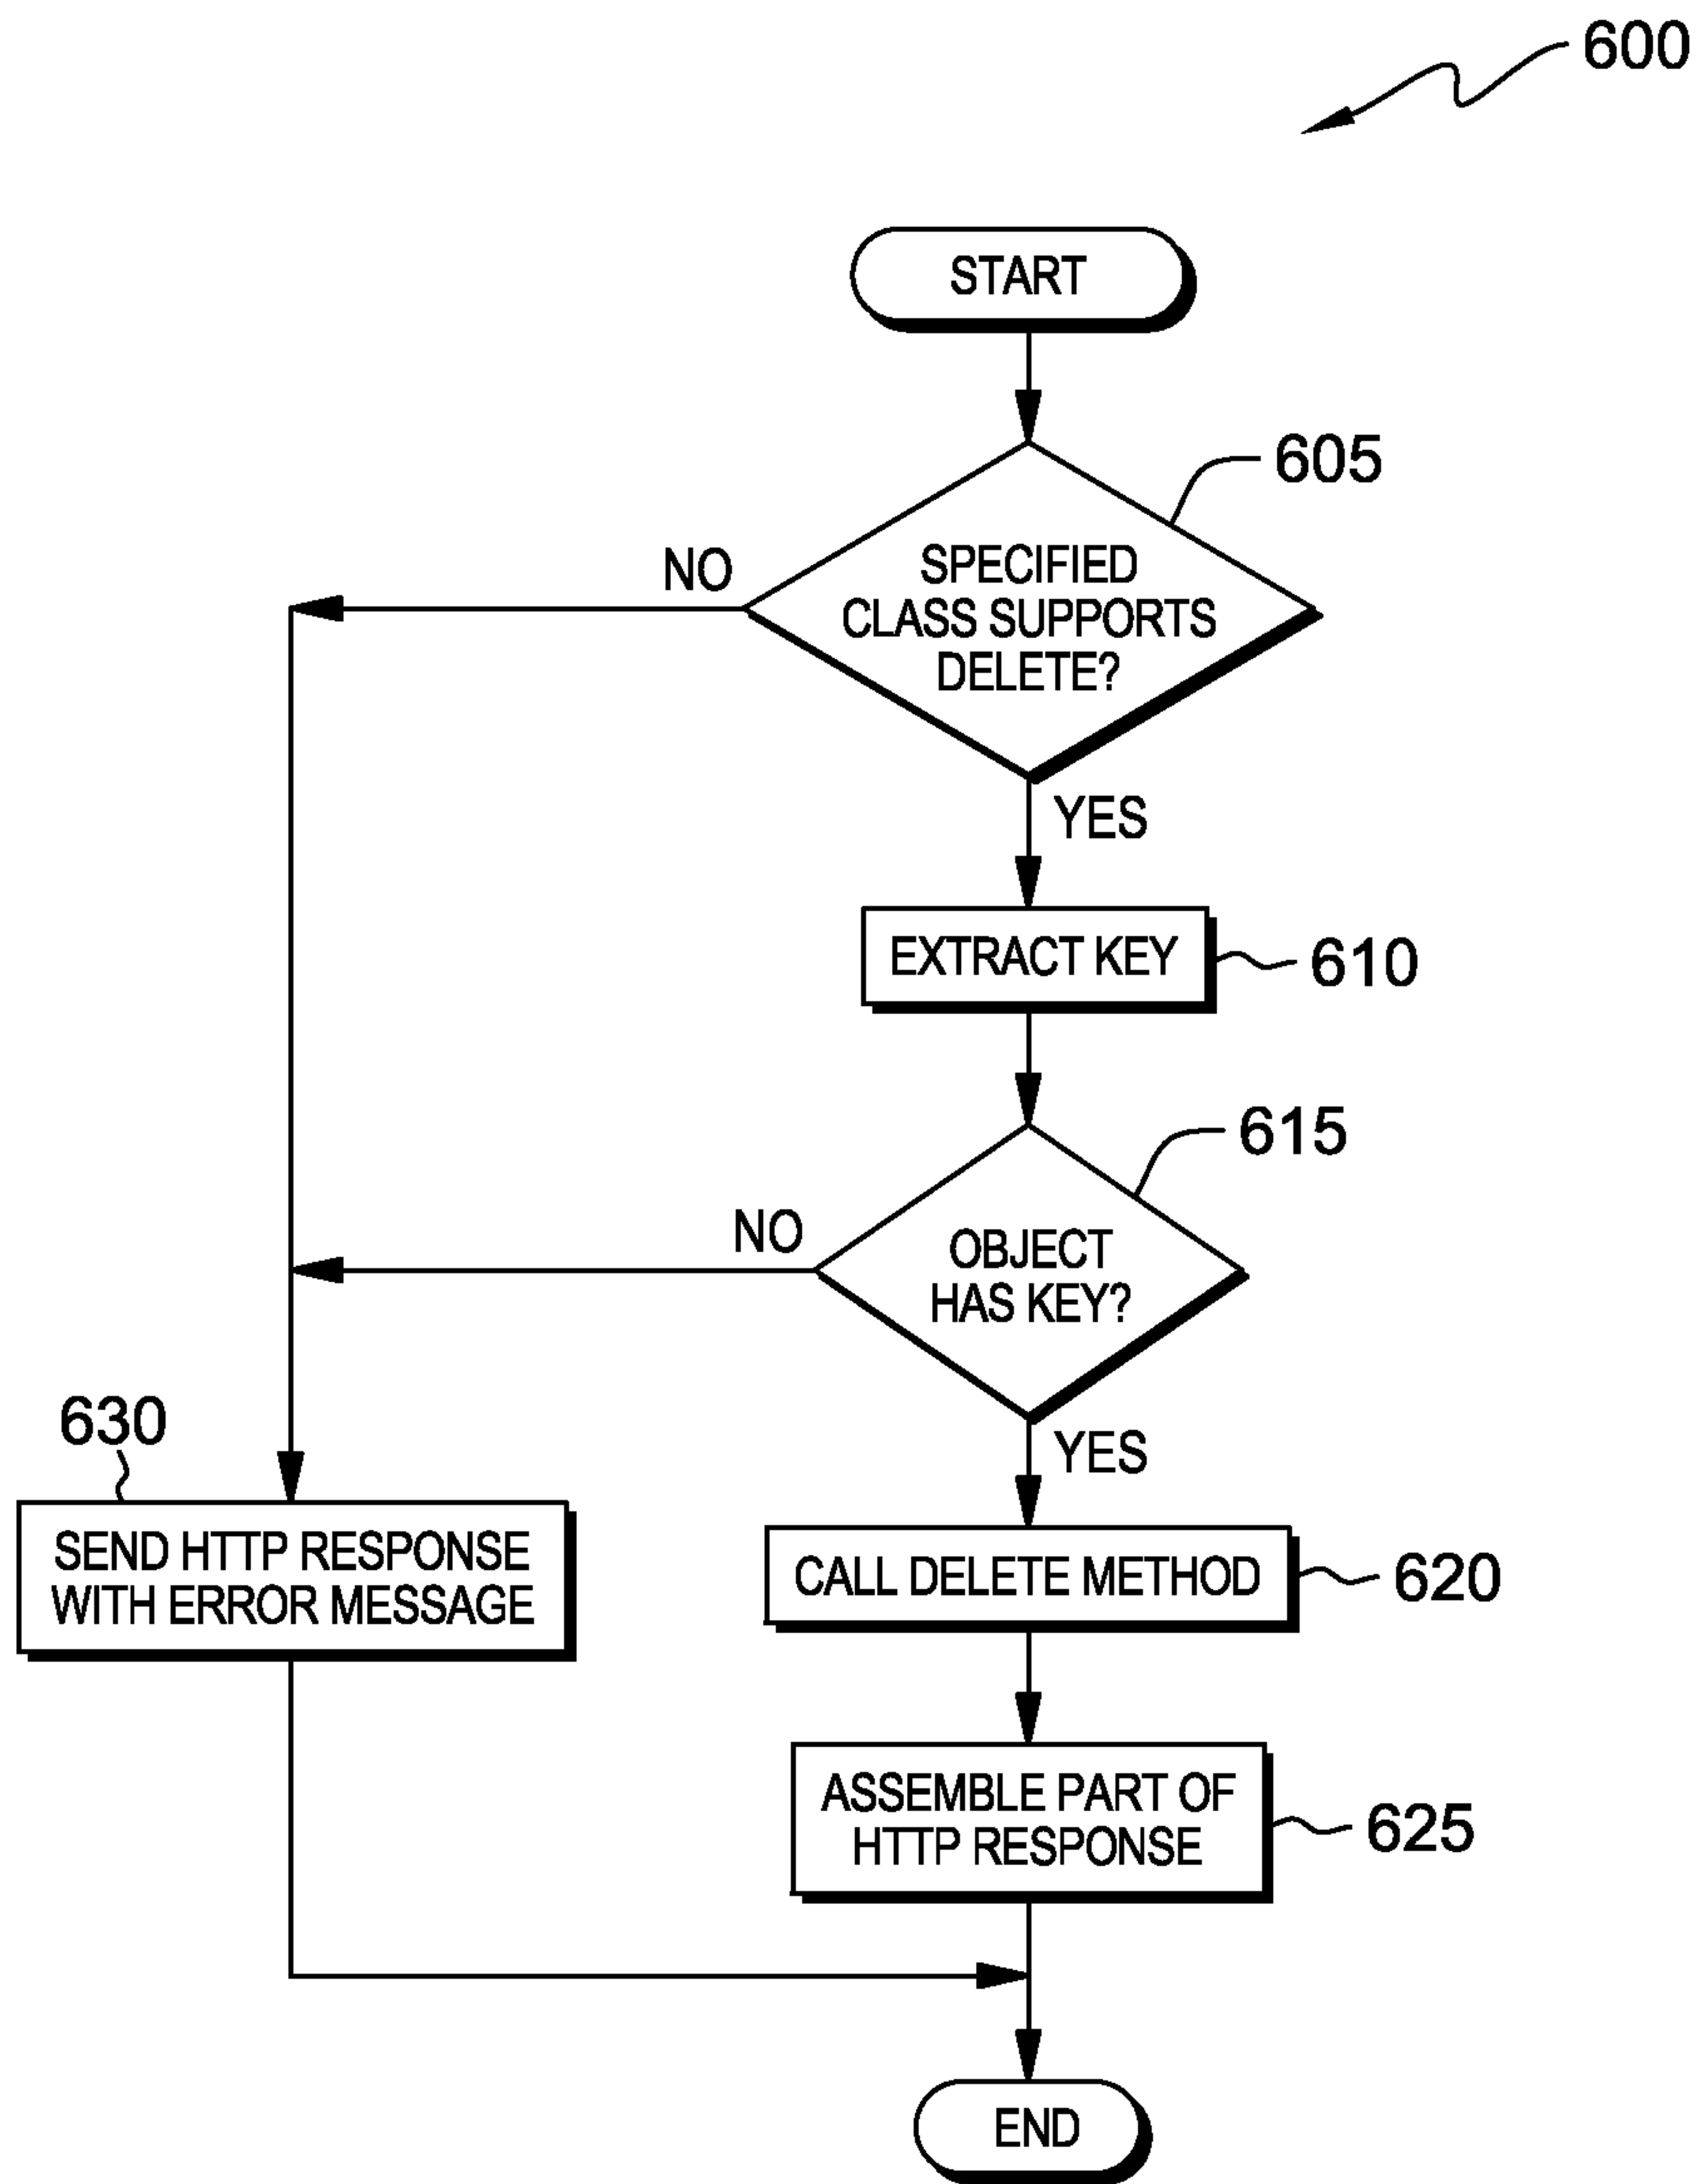 600
START
605
NO
SPECIFIED
CLASS SUPPORTS
DELETE?
YES
EXTRACT KEY
610
615
NO
OBJECT
HAS KEY?
630
YES
SEND HTTP RESPONSE
WITH ERROR MESSAGE
CALL DELETE METHOD
620
ASSEMBLE PART OF
HTTP RESPONSE
625
END